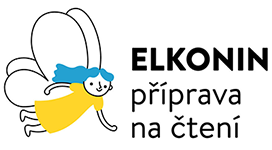 ELKONIN
příprava
na čtení